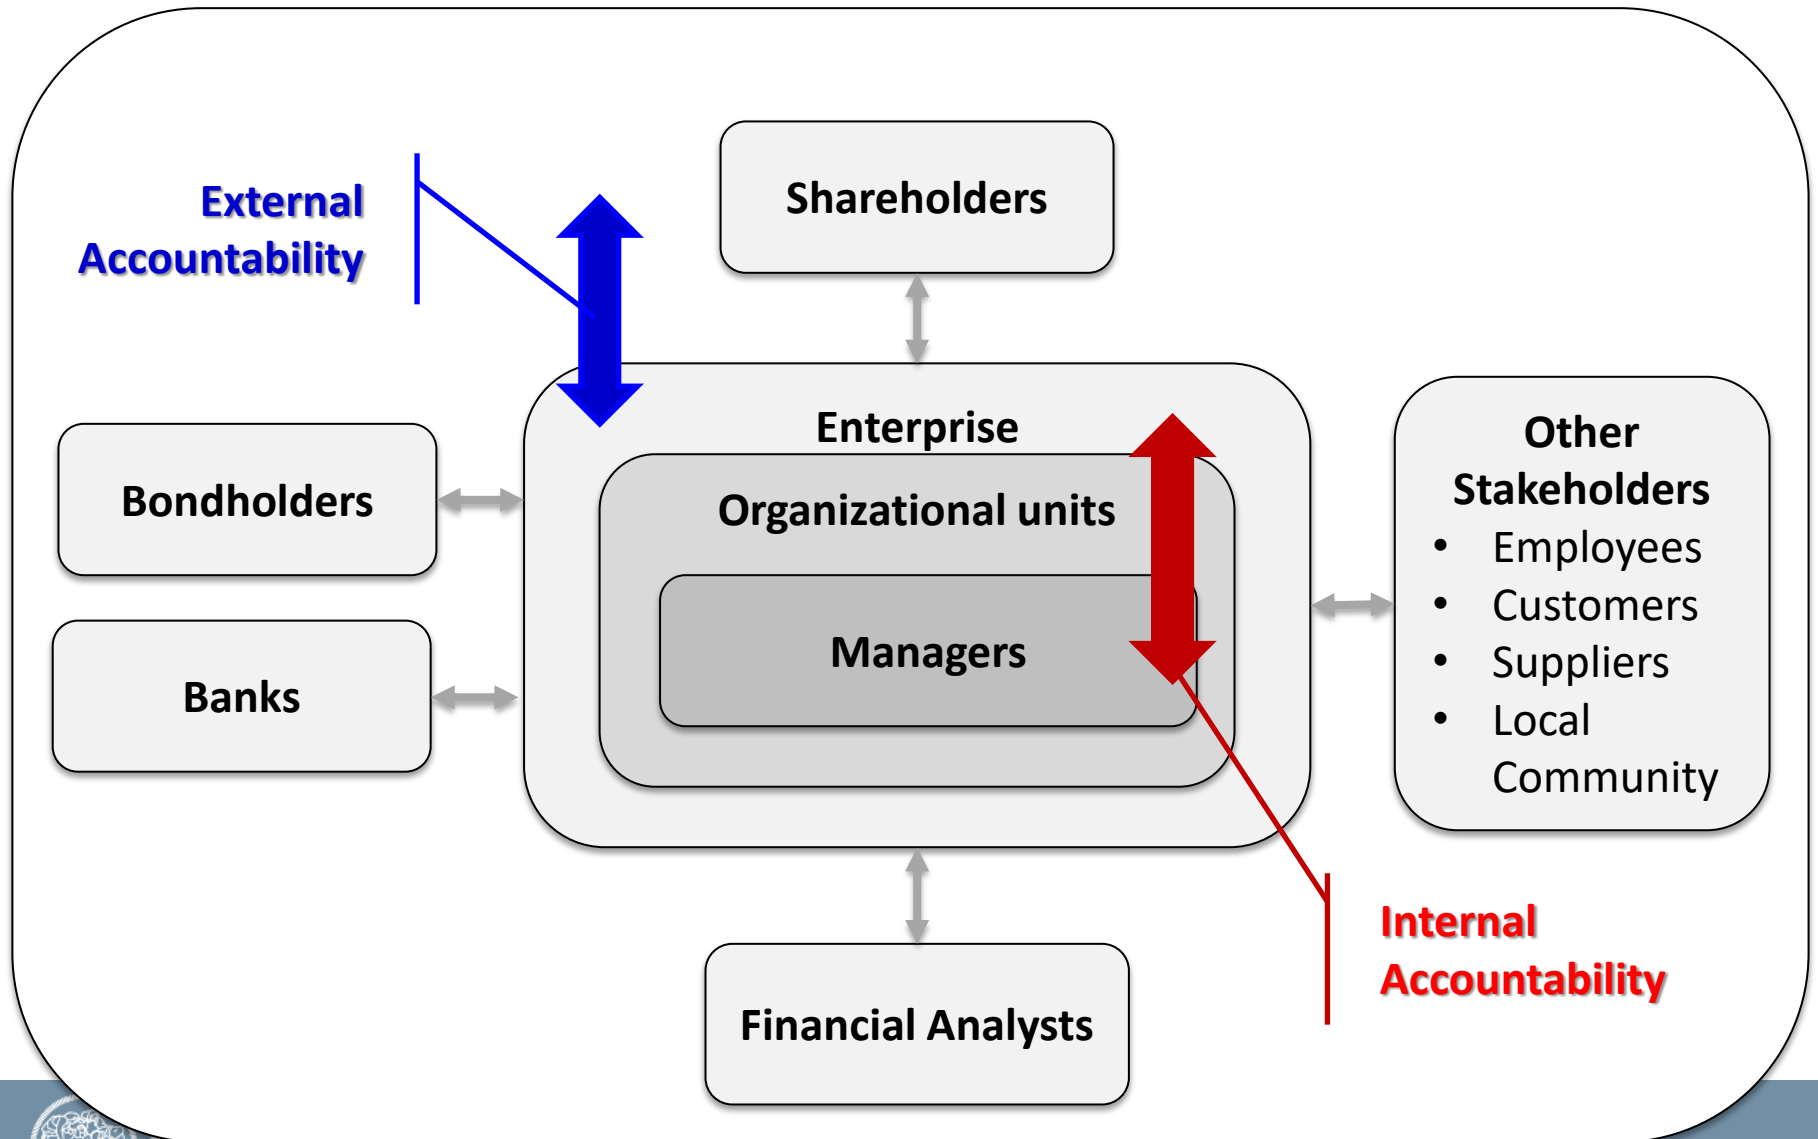 Shareholders
External
Accountability
Enterprise
Bondholders
Organizational units
Other
Stakeholders
• Employees
• Customers
• Suppliers
• Local
Community
Managers
Banks
Internal
Accountability
Financial Analysts